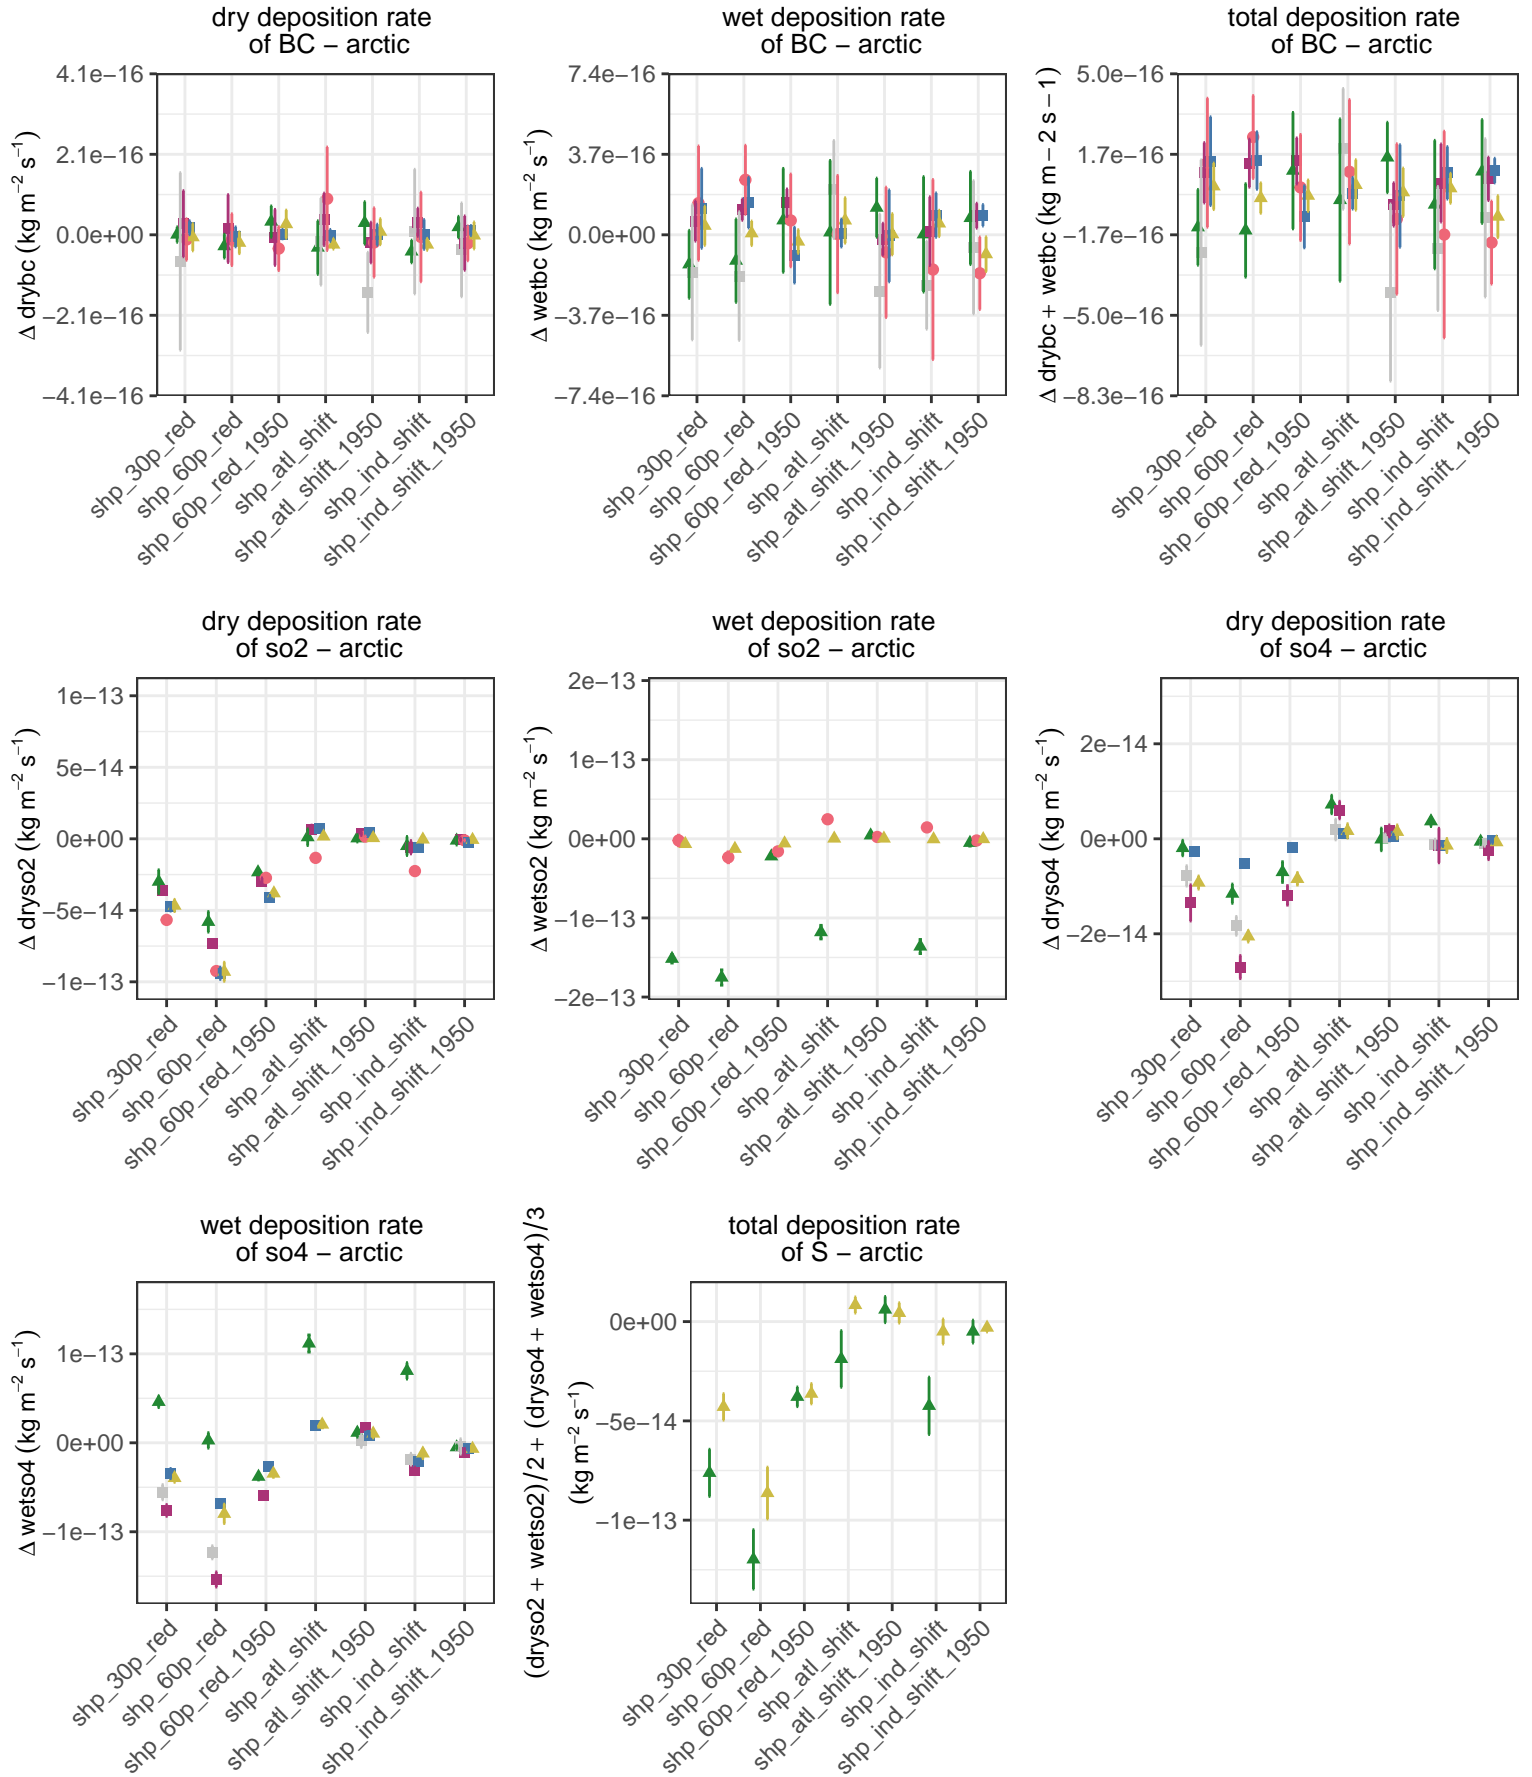 dry deposition rate
of BC − arctic
Δ drybc (kg m−2 s−1)
4.1e−16
2.1e−16
0.0e+00
−2.1e−16
−4.1e−16
shp_30p_red
shp_60p_red
shp_60p_red_1950
shp_atl_shift
shp_atl_shift_1950
shp_ind_shift
shp_ind_shift_1950
wet deposition rate
of BC − arctic
Δ wetbc (kg m−2 s−1)
7.4e−16
3.7e−16
0.0e+00
−3.7e−16
−7.4e−16
shp_30p_red
shp_60p_red
shp_60p_red_1950
shp_atl_shift
shp_atl_shift_1950
shp_ind_shift
shp_ind_shift_1950
total deposition rate
of BC − arctic
Δ drybc + wetbc (kg m − 2 s − 1)
5.0e−16
1.7e−16
−1.7e−16
−5.0e−16
−8.3e−16
shp_30p_red
shp_60p_red
shp_60p_red_1950
shp_atl_shift
shp_atl_shift_1950
shp_ind_shift
shp_ind_shift_1950
dry deposition rate
of so2 − arctic
Δ dryso2 (kg m−2 s−1)
1e−13
5e−14
0e+00
−5e−14
−1e−13
shp_30p_red
shp_60p_red
shp_60p_red_1950
shp_atl_shift
shp_atl_shift_1950
shp_ind_shift
shp_ind_shift_1950
wet deposition rate
of so2 − arctic
Δ wetso2 (kg m−2 s−1)
2e−13
1e−13
0e+00
−1e−13
−2e−13
shp_30p_red
shp_60p_red
shp_60p_red_1950
shp_atl_shift
shp_atl_shift_1950
shp_ind_shift
shp_ind_shift_1950
dry deposition rate
of so4 − arctic
Δ dryso4 (kg m−2 s−1)
2e−14
0e+00
−2e−14
shp_30p_red
shp_60p_red
shp_60p_red_1950
shp_atl_shift
shp_atl_shift_1950
shp_ind_shift
shp_ind_shift_1950
wet deposition rate
of so4 − arctic
Δ wetso4 (kg m−2 s−1)
1e−13
0e+00
−1e−13
shp_30p_red
shp_60p_red
shp_60p_red_1950
shp_atl_shift
shp_atl_shift_1950
shp_ind_shift
shp_ind_shift_1950
total deposition rate
of S − arctic
(dryso2 + wetso2)/2 + (dryso4 + wetso4)/3
(kg m−2 s−1)
0e+00
−5e−14
−1e−13
shp_30p_red
shp_60p_red
shp_60p_red_1950
shp_atl_shift
shp_atl_shift_1950
shp_ind_shift
shp_ind_shift_1950